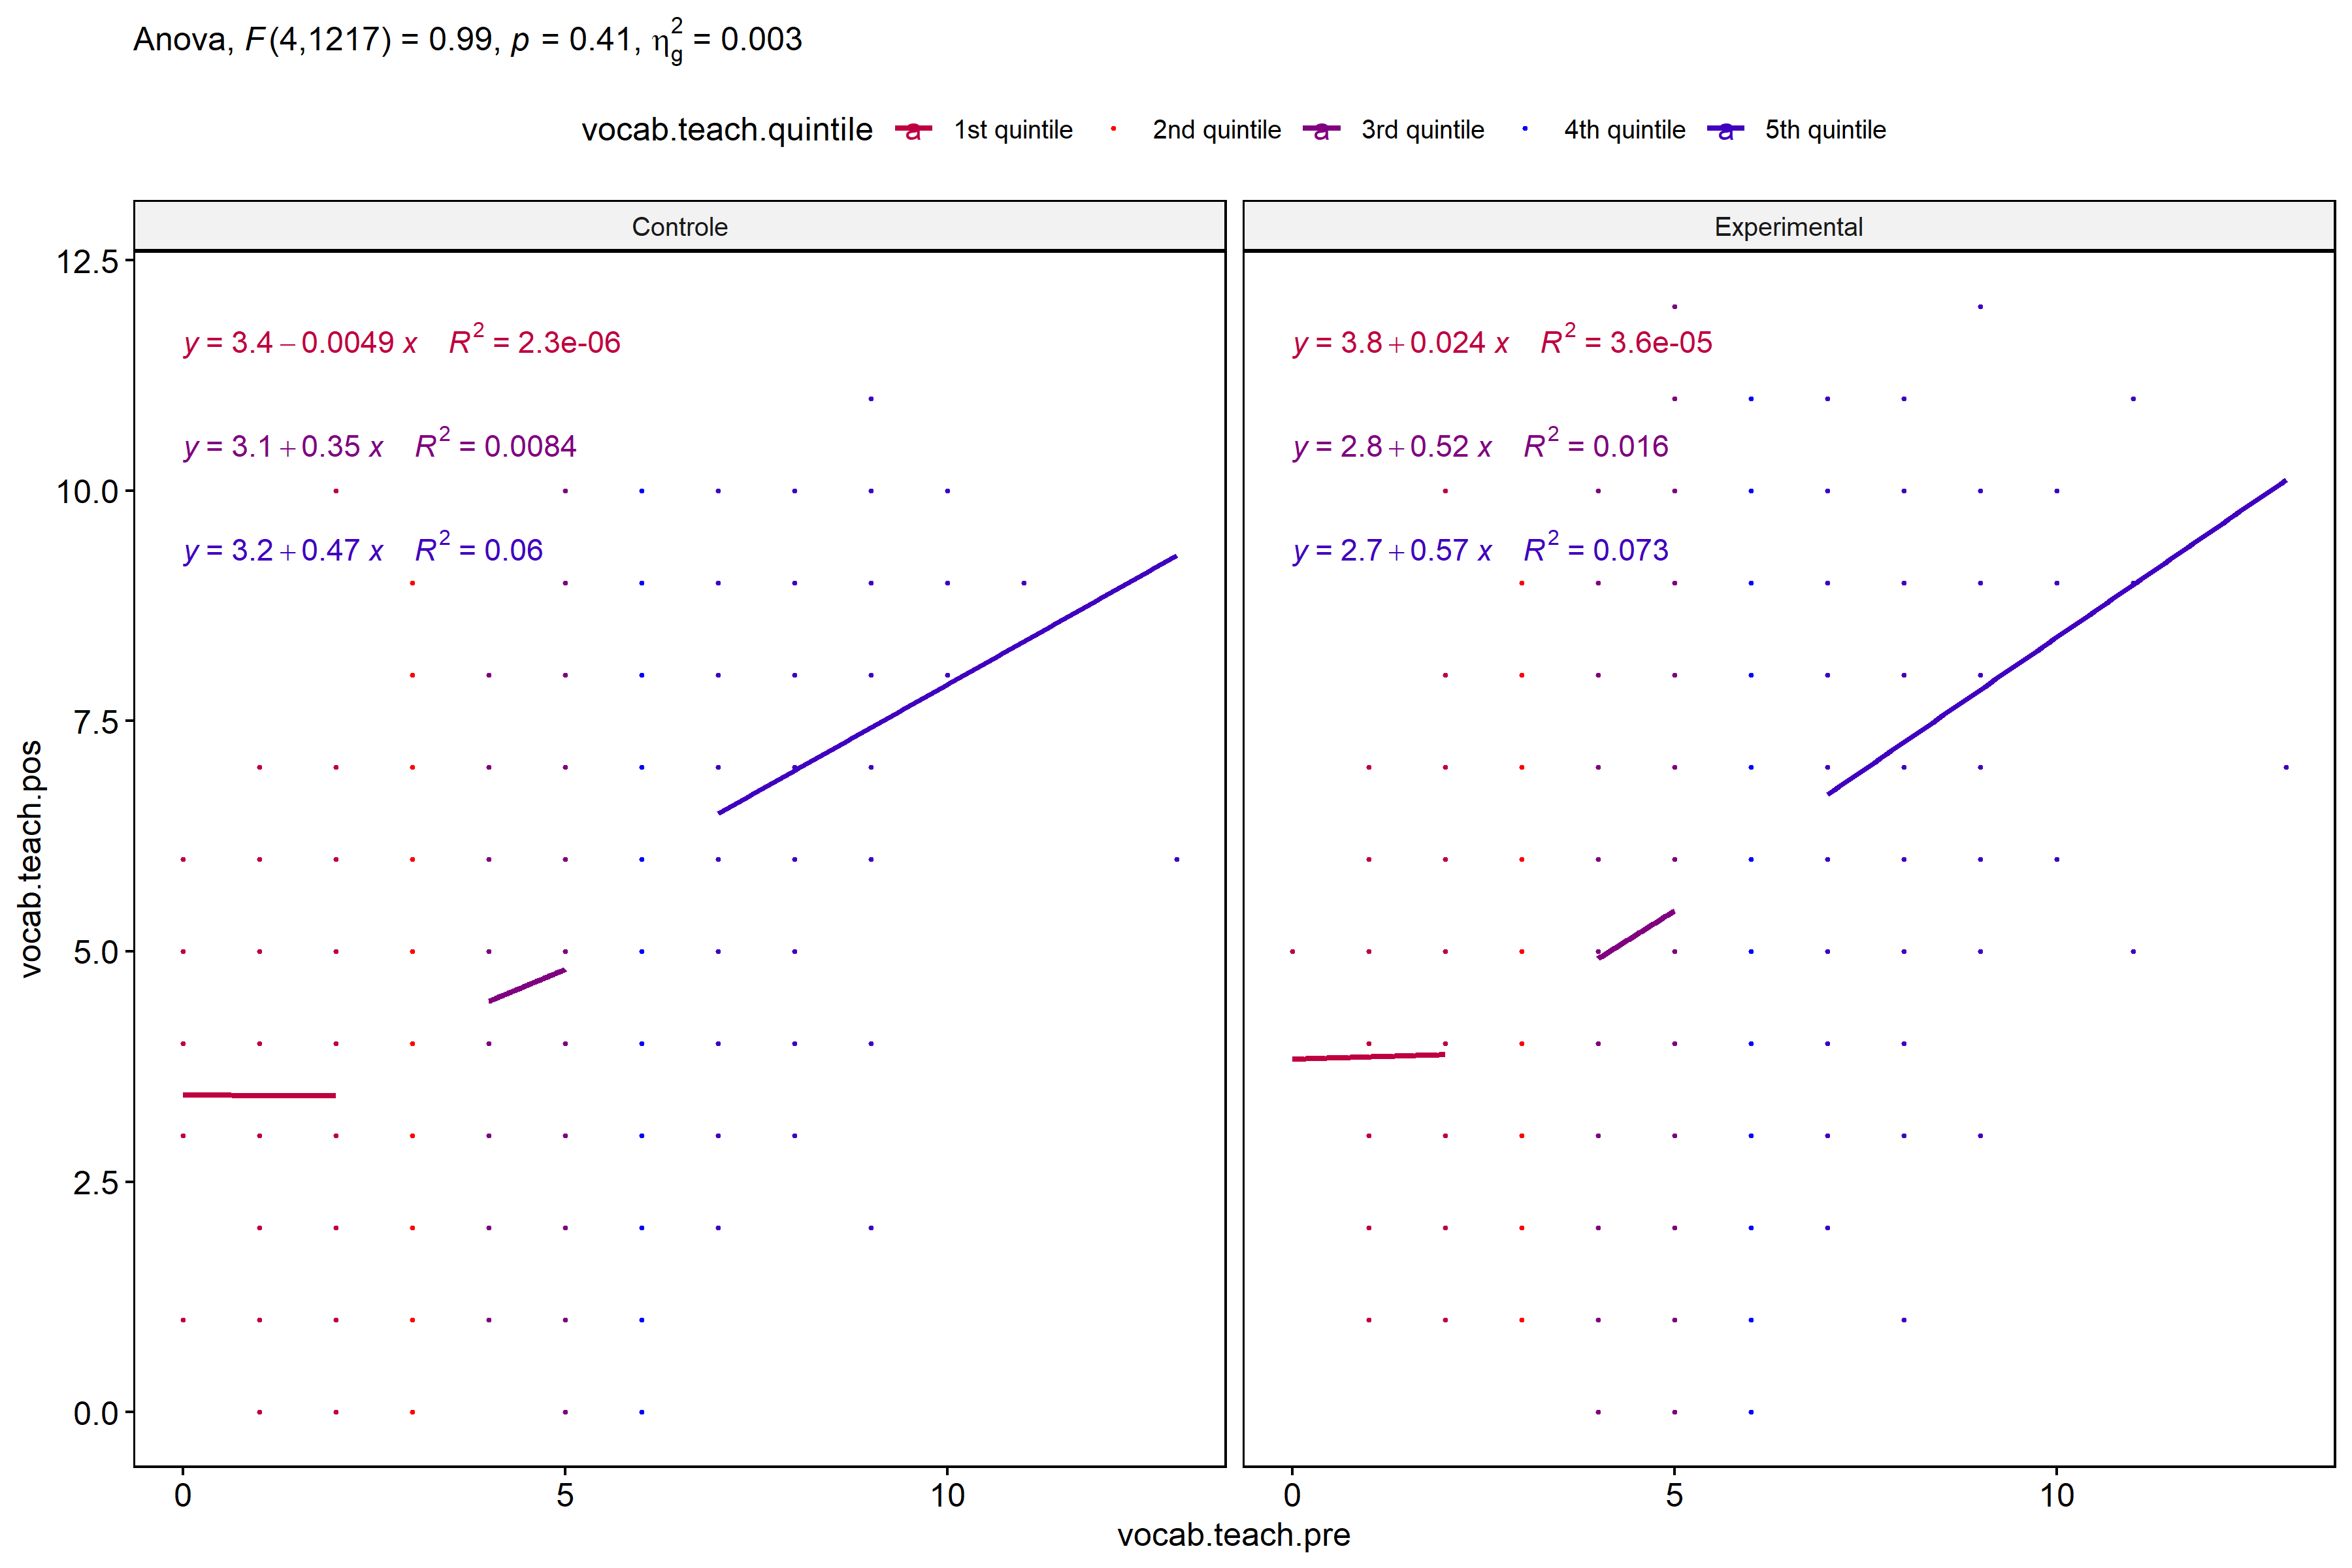 Anova, F(4,1217) = 0.99, p = 0.41, η²g = 0.003
vocab.teach.quintile a 1st quintile 2nd quintile a 3rd quintile 4th quintile a 5th quintile
Controle
Experimental
12.5
10.0
7.5
5.0
2.5
0.0
vocab.teach.pos
y = 3.4 − 0.0049 x R² = 2.3e-06
y = 3.1 + 0.35 x R² = 0.0084
y = 3.2 + 0.47 x R² = 0.06
y = 3.8 + 0.024 x R² = 3.6e-05
y = 2.8 + 0.52 x R² = 0.016
y = 2.7 + 0.57 x R² = 0.073
0 5 10
0 5 10
vocab.teach.pre